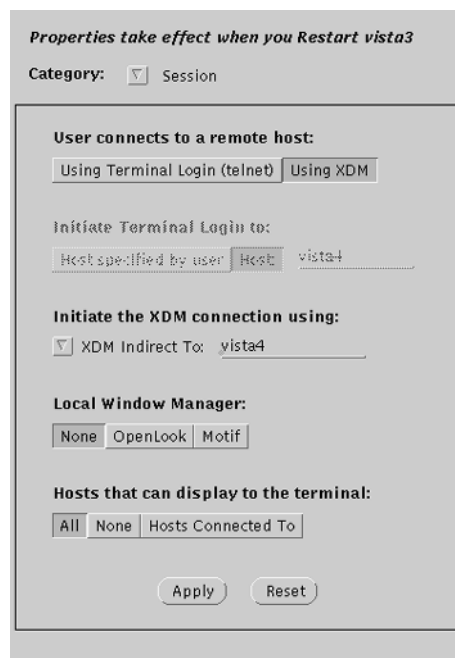 Properties take effect when you Restart vista3
Category: Session
User connects to a remote host:
Using Terminal Login (telnet) Using XDM
Initiate Terminal Login to:
Host specified by user Host: vista4
Initiate the XDM connection using:
XDM Indirect To: vista4
Local Window Manager:
None OpenLook Motif
Hosts that can display to the terminal:
All None Hosts Connected To
Apply Reset